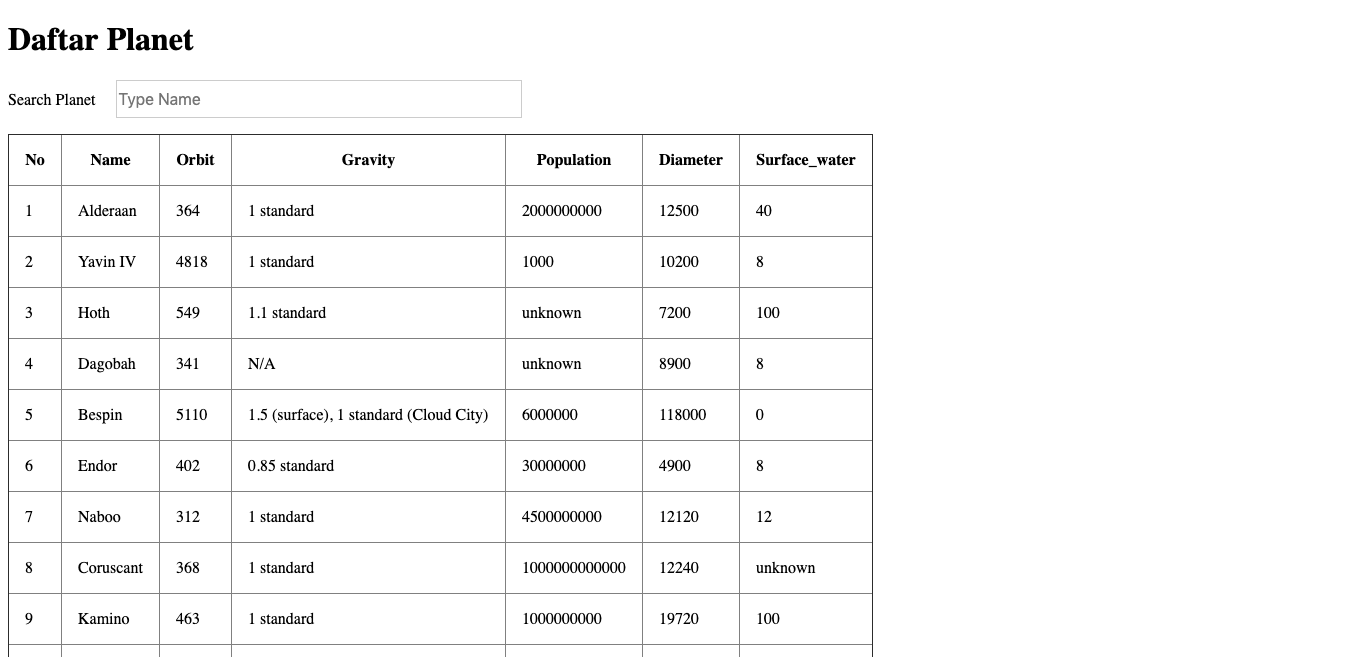 Daftar Planet
Search Planet Type Name
No Name Orbit Gravity Population Diameter Surface_water
1 Alderaan 364 1 standard 2000000000 12500 40
2 Yavin IV 4818 1 standard 1000 10200 8
3 Hoth 549 1.1 standard unknown 7200 100
4 Dagobah 341 N/A unknown 8900 8
5 Bespin 5110 1.5 (surface), 1 standard (Cloud City) 6000000 118000 0
6 Endor 402 0.85 standard 30000000 4900 8
7 Naboo 312 1 standard 4500000000 12120 12
8 Coruscant 368 1 standard 1000000000000 12240 unknown
9 Kamino 463 1 standard 1000000000 19720 100